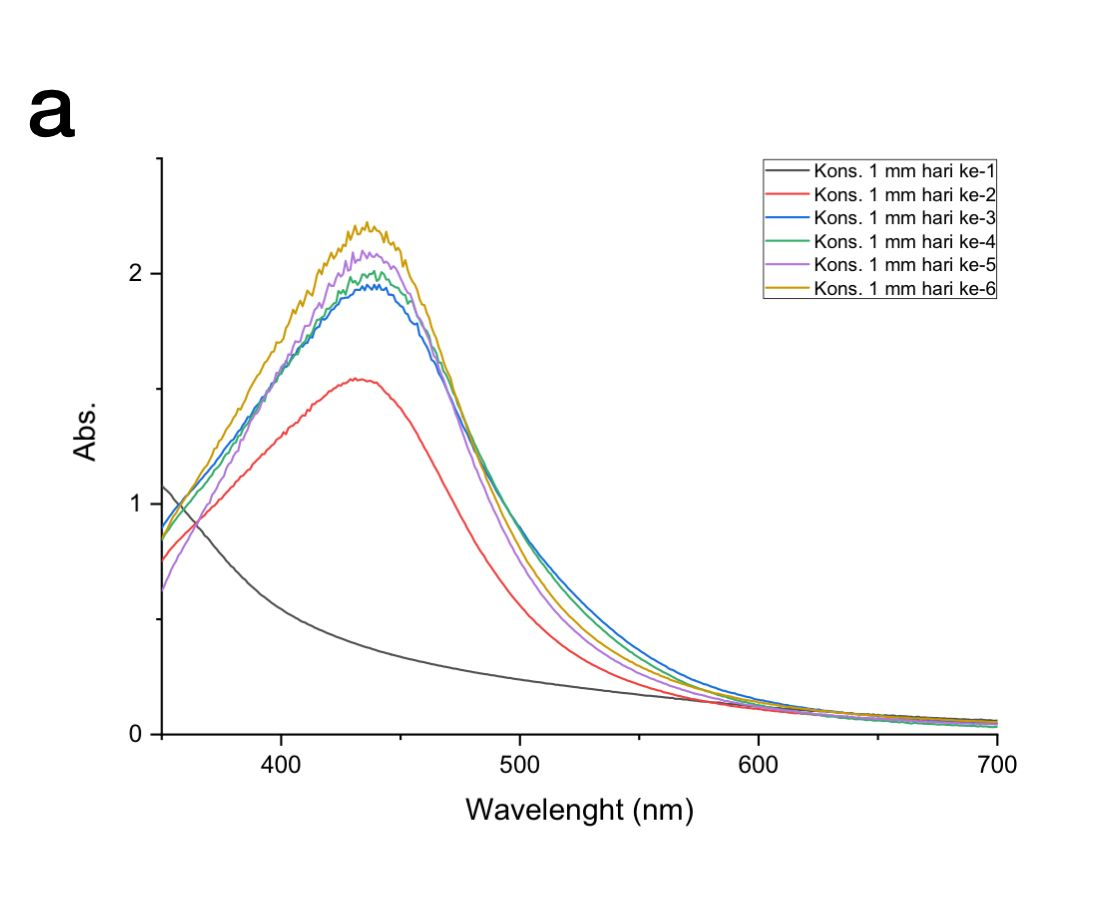 a
Kons. 1 mm hari ke-1
Kons. 1 mm hari ke-2
Kons. 1 mm hari ke-3
Kons. 1 mm hari ke-4
Kons. 1 mm hari ke-5
Kons. 1 mm hari ke-6
2
1
0
Abs.
400 500 600 700
Wavelenght (nm)